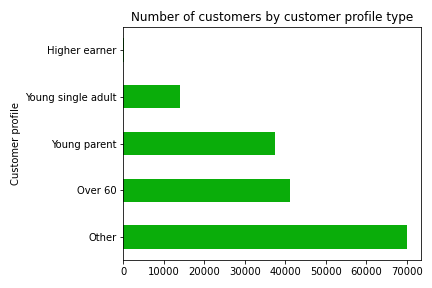 Number of customers by customer profile type
Customer profile
Higher earner
Young single adult
Young parent
Over 60
Other
0 10000 20000 30000 40000 50000 60000 70000